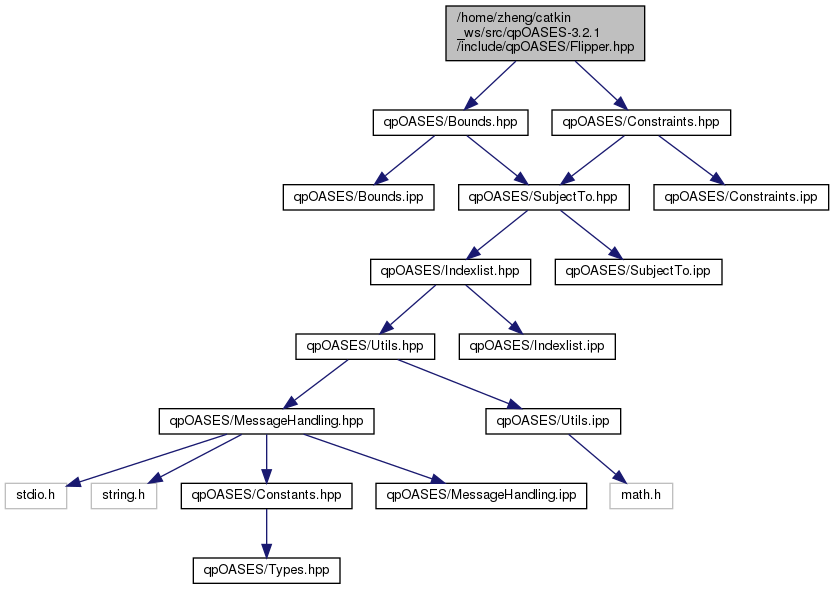 /home/zheng/catkin
_ws/src/qpOASES-3.2.1
/include/qpOASES/Flipper.hpp
qpOASES/Bounds.hpp
qpOASES/Constraints.hpp
qpOASES/Bounds.ipp
qpOASES/SubjectTo.hpp
qpOASES/Constraints.ipp
qpOASES/Indexlist.hpp
qpOASES/SubjectTo.ipp
qpOASES/Utils.hpp
qpOASES/Indexlist.ipp
qpOASES/MessageHandling.hpp
qpOASES/Utils.ipp
stdio.h
string.h
qpOASES/Constants.hpp
qpOASES/MessageHandling.ipp
math.h
qpOASES/Types.hpp